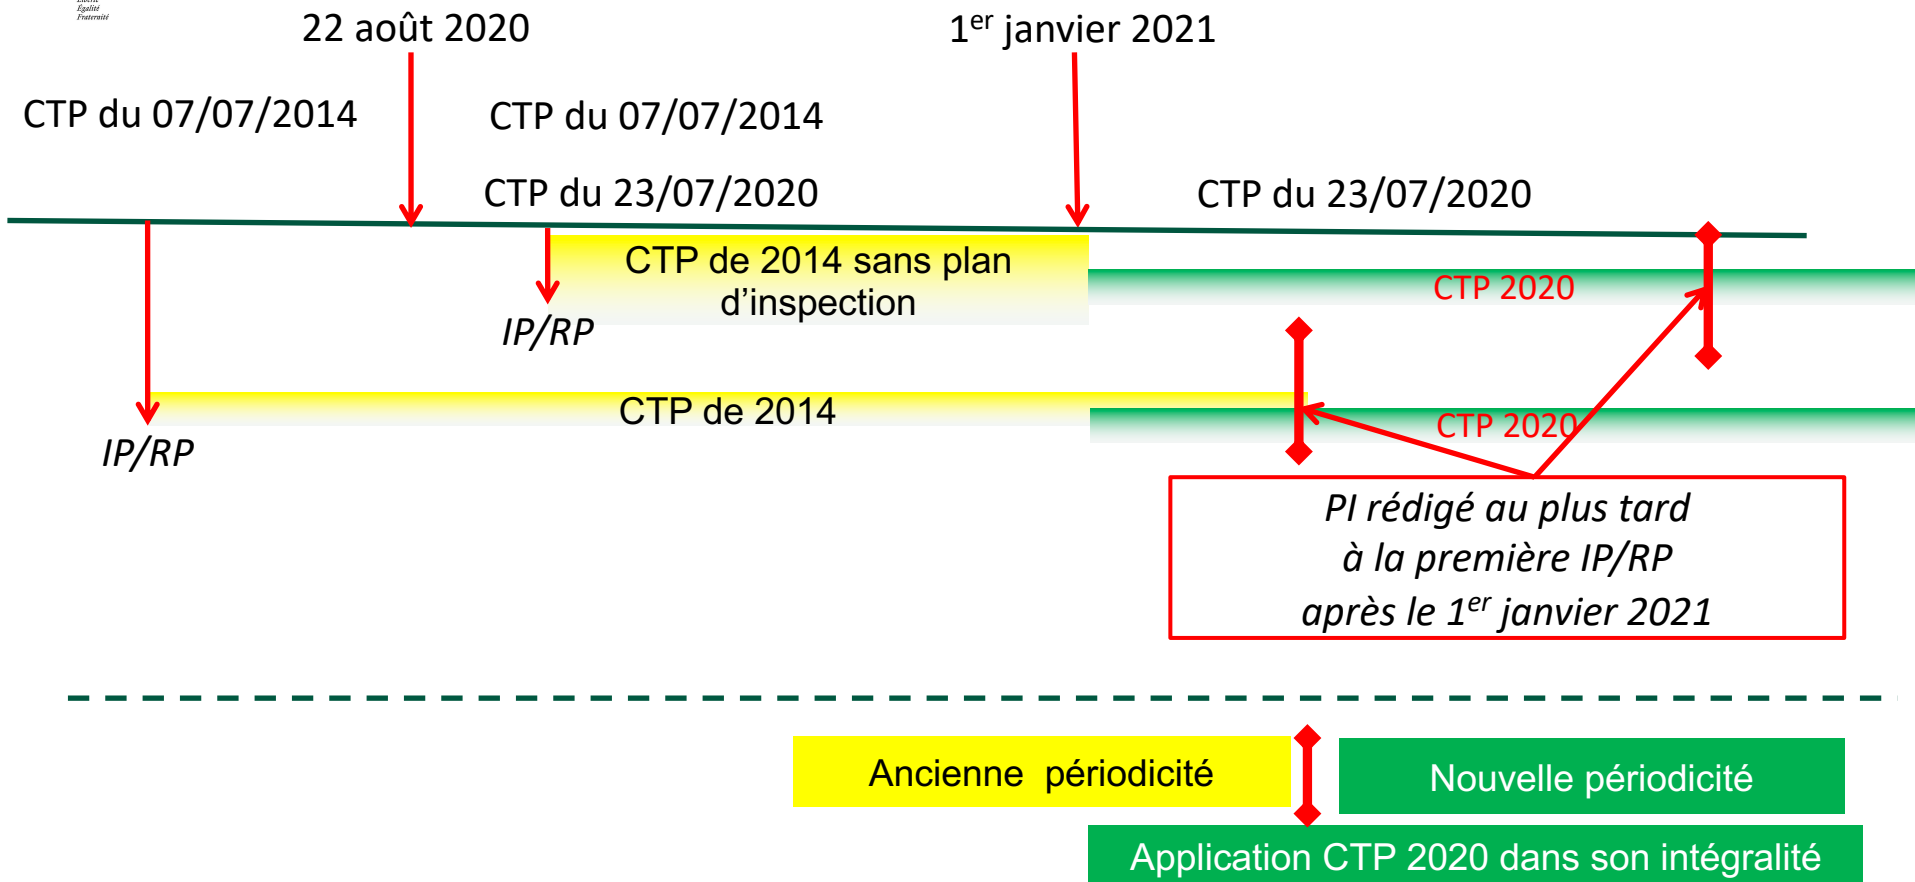 Liberté
Égalité
Fraternité
22 août 2020
1er janvier 2021
CTP du 07/07/2014
CTP du 07/07/2014
CTP du 23/07/2020
CTP du 23/07/2020
CTP de 2014 sans plan
d’inspection
CTP 2020
IP/RP
CTP de 2014
CTP 2020
IP/RP
PI rédigé au plus tard
à la première IP/RP
après le 1er janvier 2021
Ancienne périodicité
Nouvelle périodicité
Application CTP 2020 dans son intégralité